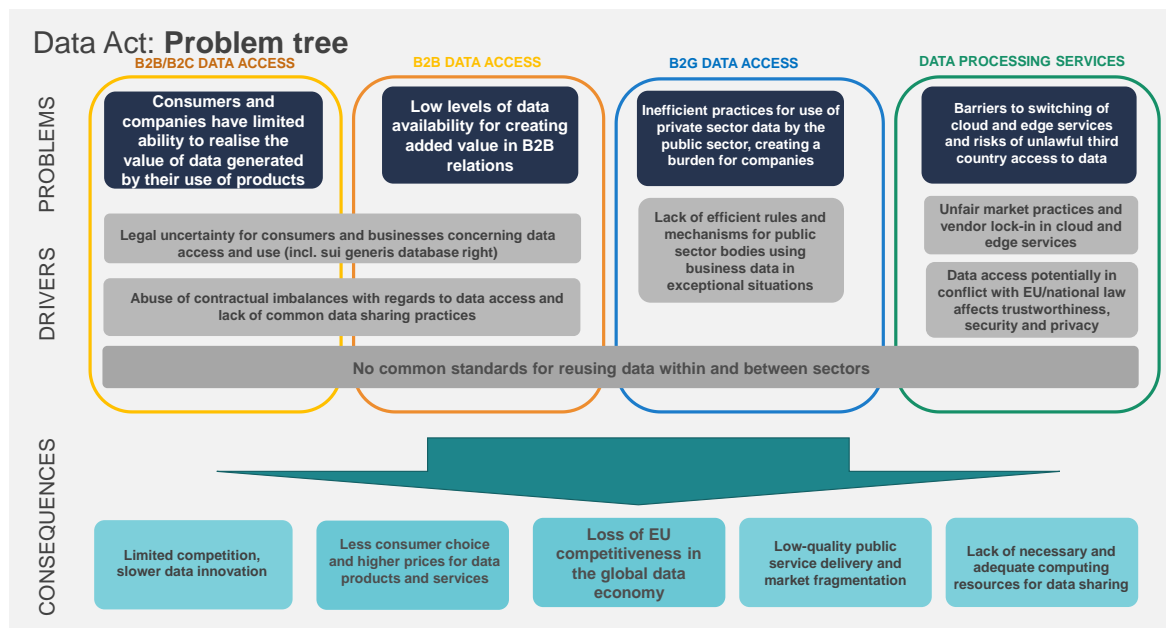 Data Act: Problem tree
B2B/B2C DATA ACCESS
B2B DATA ACCESS
B2G DATA ACCESS
DATA PROCESSING SERVICES
PROBLEMS
Consumers and
companies have limited
ability to realise the
value of data generated
by their use of products
Low levels of data
availability for creating
added value in B2B
relations
Inefficient practices for use of
private sector data by the
public sector, creating a
burden for companies
Barriers to switching of
cloud and edge services
and risks of unlawful third
country access to data
DRIVERS
Legal uncertainty for consumers and businesses concerning data
access and use (incl. sui generis database right)
Abuse of contractual imbalances with regards to data access and
lack of common data sharing practices
Lack of efficient rules and
mechanisms for public
sector bodies using
business data in
exceptional situations
Unfair market practices and
vendor lock-in in cloud and
edge services
Data access potentially in
conflict with EU/national law
affects trustworthiness,
security and privacy
No common standards for reusing data within and between sectors
CONSEQUENCES
Limited competition,
slower data innovation
Less consumer choice
and higher prices for data
products and services
Loss of EU
competitiveness in
the global data
economy
Low-quality public
service delivery and
market fragmentation
Lack of necessary and
adequate computing
resources for data sharing